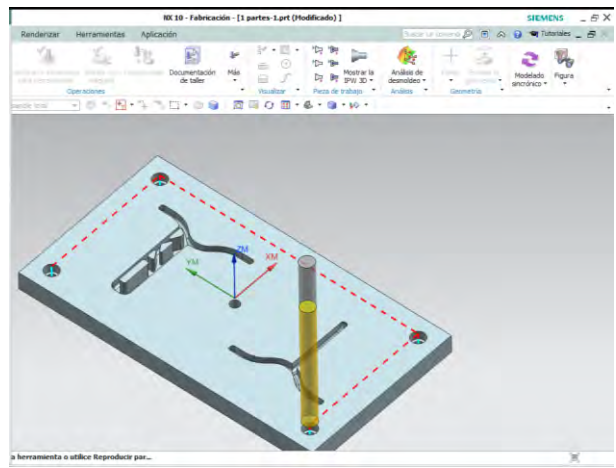 NX 10 - Fabricación - [1 partes-1.prt (Modificado) ]
SIEMENS
Renderizar Herramientas Aplicación
Tutoriales
Documentación de taller
Más
Mostrar la IPW 3D
Análisis de desmoldeo
Modelado sincrónico
Figura
Operaciones
Visualizar
Piezas de trabajo
Análisis
Geometría
ZM
YM
XM
a herramienta o utilice Reproducir par...